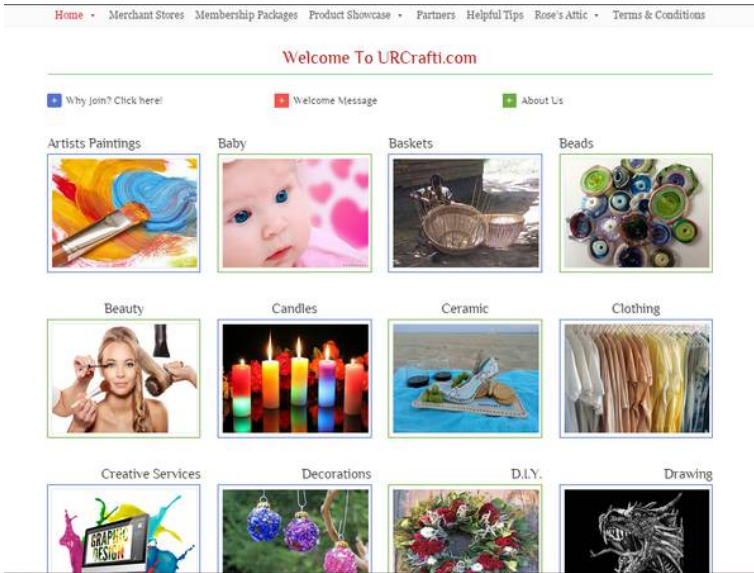 Home Merchant Stores Membership Packages Product Showcase Partners Helpful Tips Rose's Attic Terms & Conditions
Welcome To URCrafti.com
+ Why Join? Click here! + Welcome Message + About Us
Artists Paintings Baby Baskets Beads
Beauty Candles Ceramic Clothing
Creative Services Decorations D.I.Y. Drawing
GRAPHIC
DESIGN